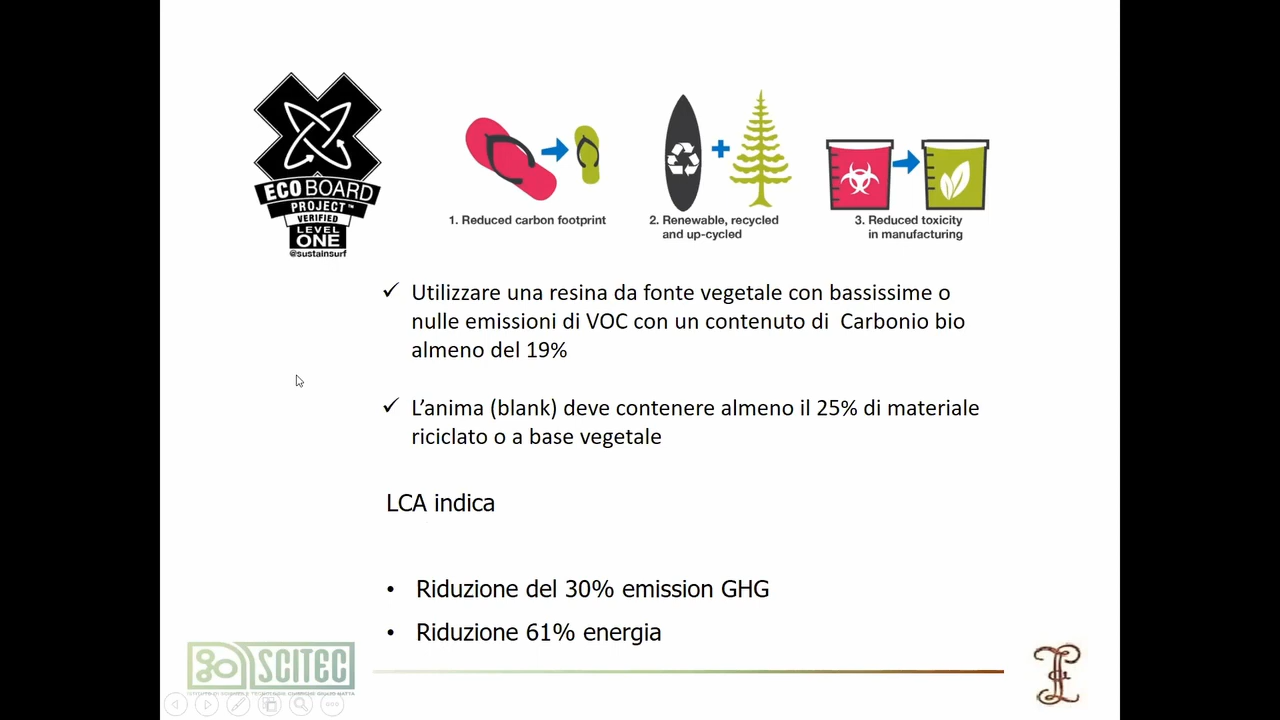 ECOBOARD
PROJECT™
VERIFIED
LEVEL
ONE
@sustainsurf
1. Reduced carbon footprint
2. Renewable, recycled
and up-cycled
3. Reduced toxicity
in manufacturing
✓ Utilizzare una resina da fonte vegetale con bassissime o
nulle emissioni di VOC con un contenuto di Carbonio bio
almeno del 19%
✓ L’anima (blank) deve contenere almeno il 25% di materiale
riciclato o a base vegetale
LCA indica
• Riduzione del 30% emission GHG
• Riduzione 61% energia
SCITEC